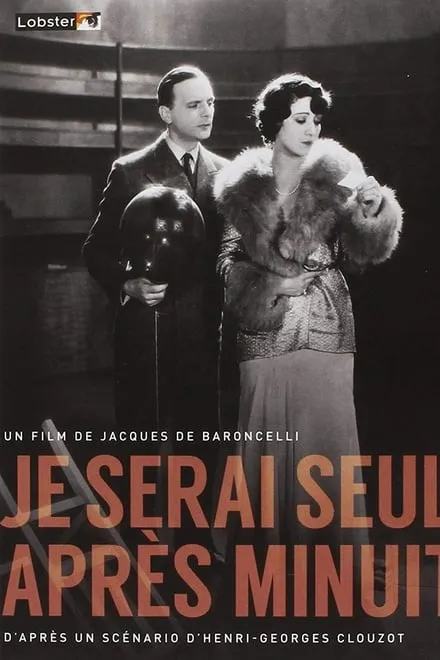 Lobster
UN FILM DE JACQUES DE BARONCELLI
JE SERAI SEUL
APRÈS MINUIT
D'APRÈS UN SCÉNARIO D'HENRI-GEORGES CLOUZOT